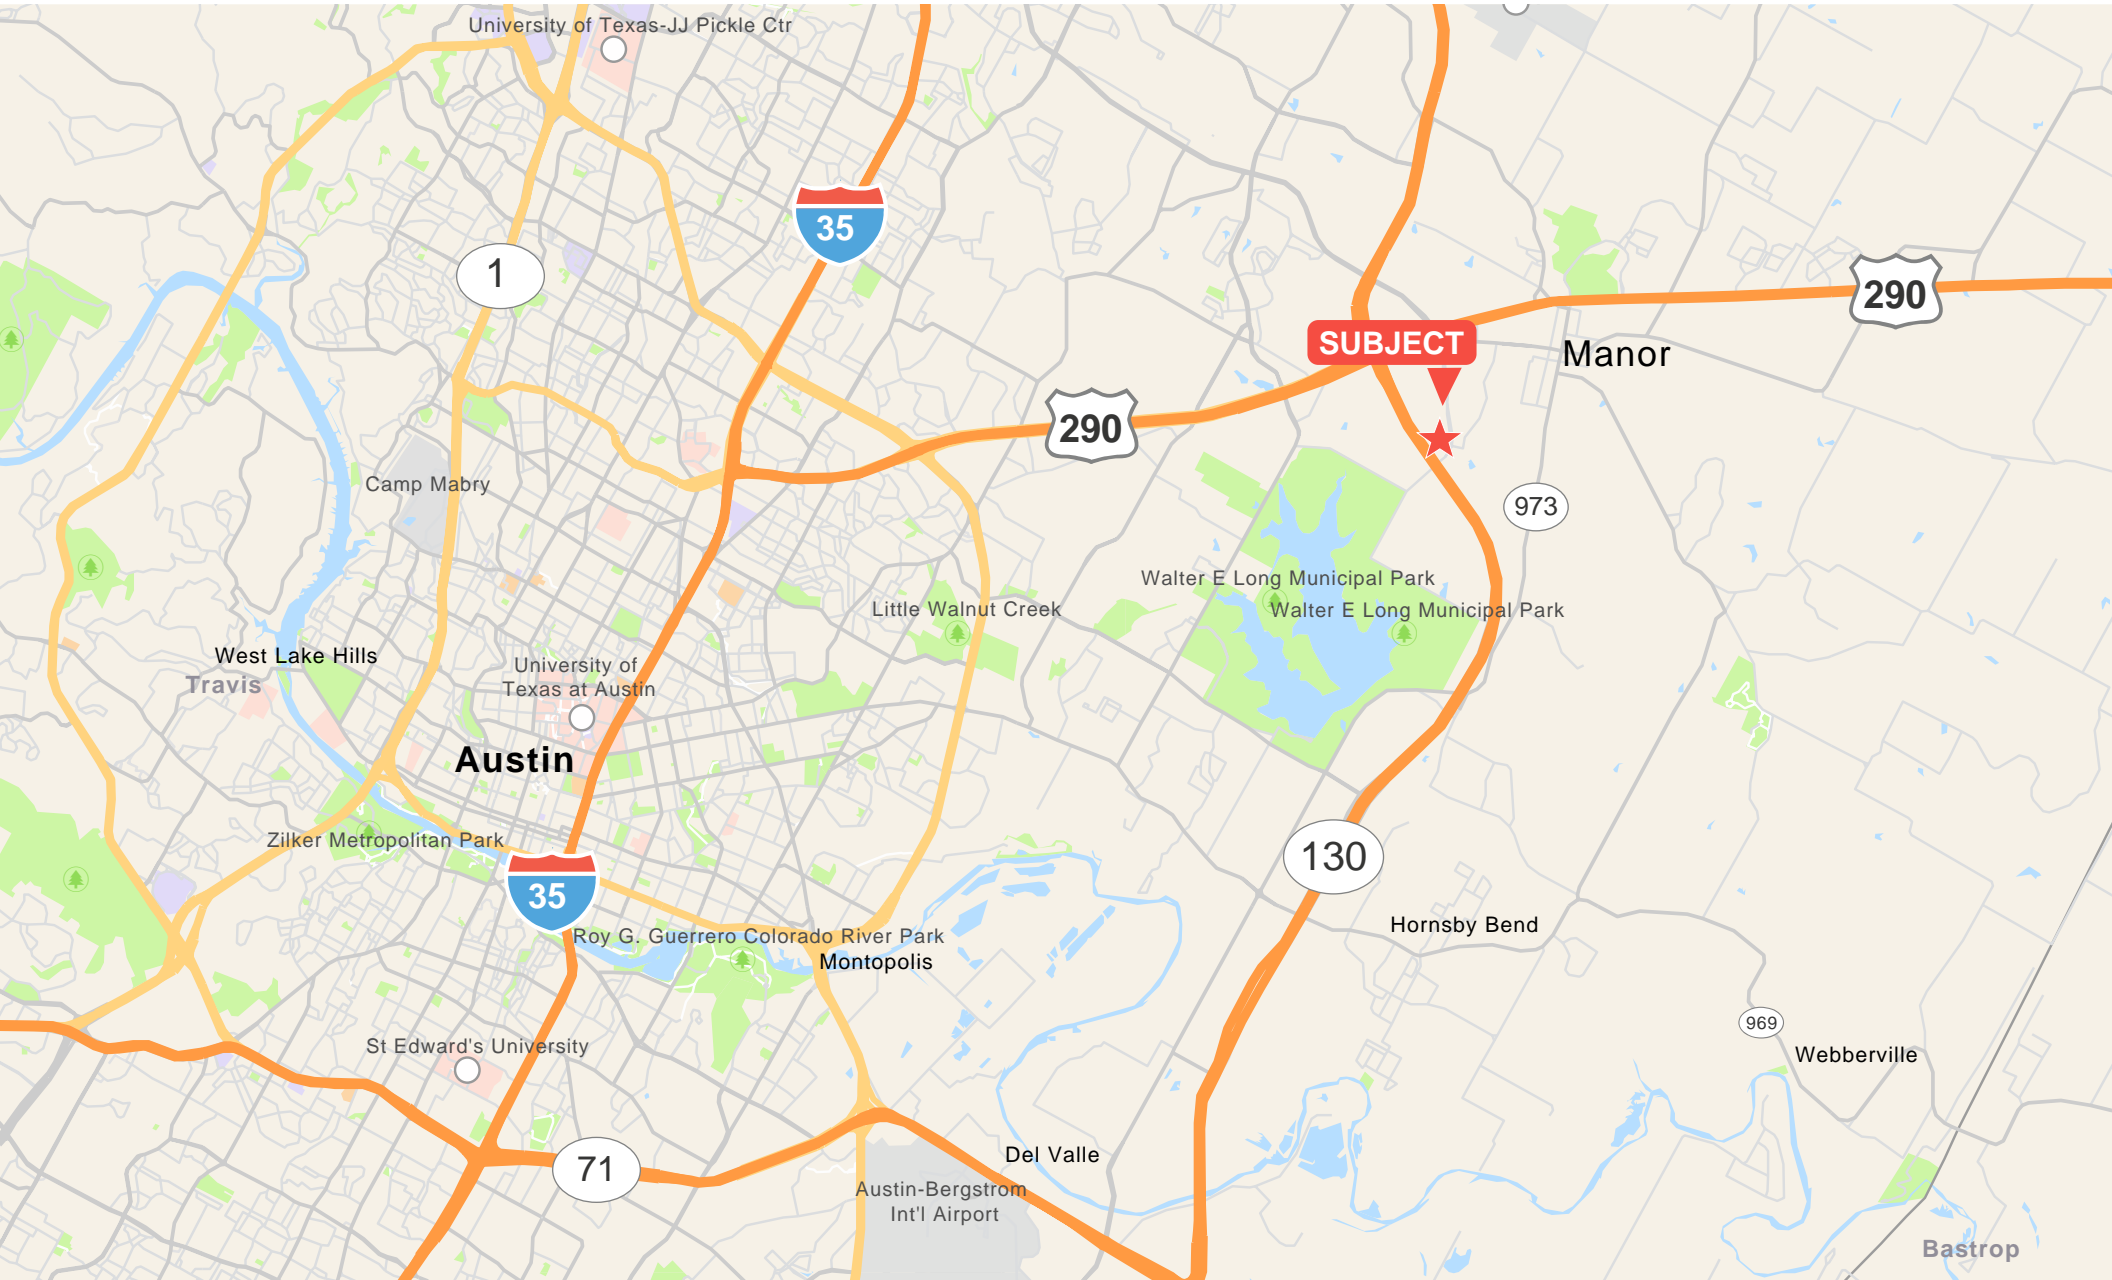 University of Texas-JJ Pickle Ctr
35
1
290
SUBJECT
Manor
290
Camp Mabry
973
Walter E Long Municipal Park
Little Walnut Creek
Walter E Long Municipal Park
West Lake Hills
Travis
University of
Texas at Austin
Austin
Zilker Metropolitan Park
130
35
Hornsby Bend
Roy G. Guerrero Colorado River Park
Montopolis
969
St Edward's University
Webberville
Del Valle
71
Austin-Bergstrom
Int'l Airport
Bastrop